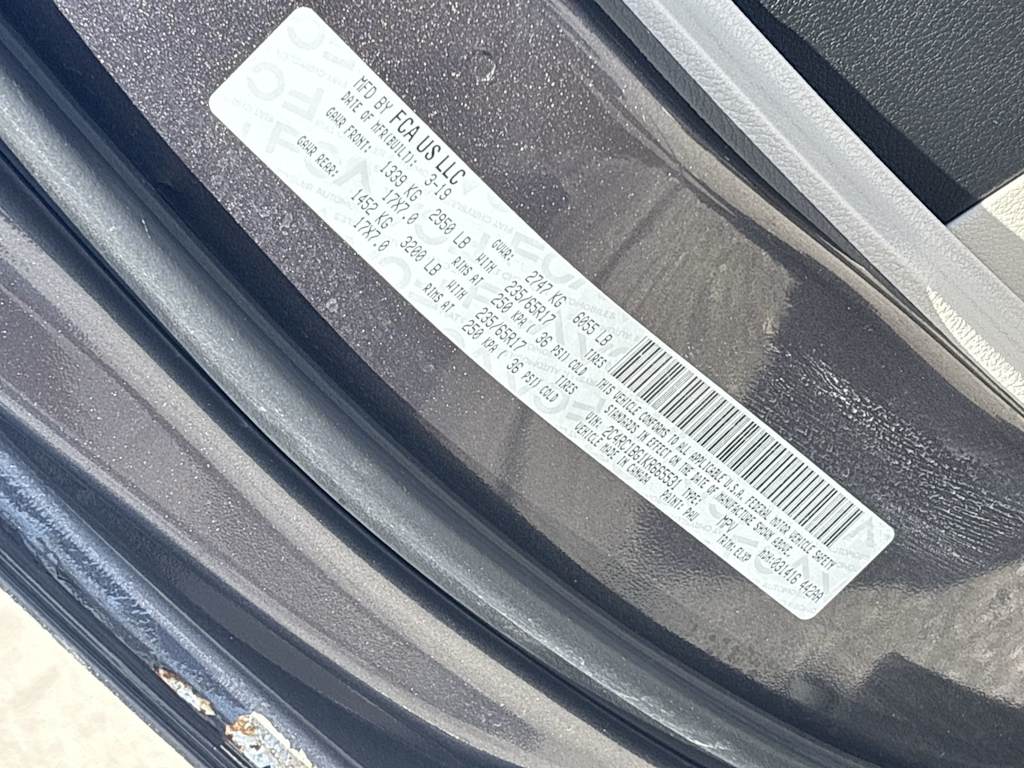 MFD BY FCA US LLC
DATE OF MFR(BUILT): 3-19 GVWR: 2747 KG 6055 LB
GAWR FRONT: 1339 KG 2950 LB WITH 235/65R17 TIRES
17X7.0 RIMS AT 250 KPA ( 36 PSI) COLD
GAWR REAR: 1452 KG 3200 LB WITH 235/65R17 TIRES
17X7.0 RIMS AT 250 KPA ( 36 PSI) COLD
THIS VEHICLE CONFORMS TO ALL APPLICABLE U.S.A. FEDERAL MOTOR VEHICLE SAFETY
STANDARDS IN EFFECT ON THE DATE OF MANUFACTURE SHOWN ABOVE.
VIN: TYPE: MPV
VEHICLE MADE IN CANADA PAINT: PAU TRIM: